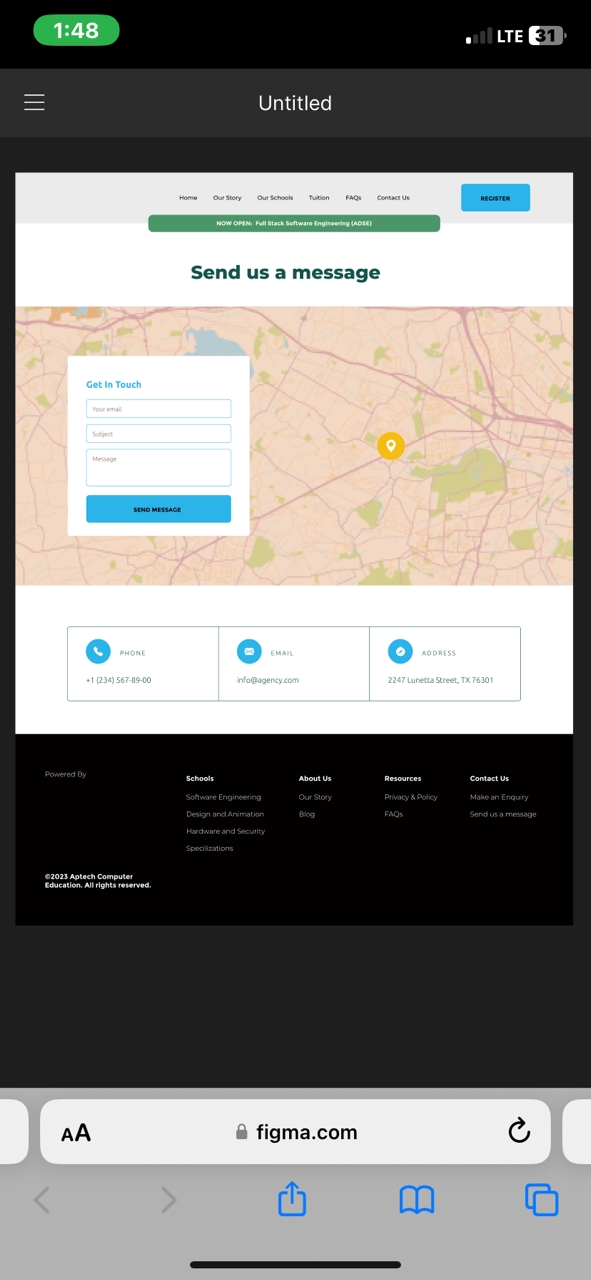 1:48
LTE 31
Untitled
Home Our Story Our Schools Tuition FAQs Contact Us REGISTER
NOW OPEN: Full Stack Software Engineering (ADSE)
Send us a message
Get In Touch
Your email
Subject
Message
SEND MESSAGE
PHONE
+1 (234) 567-89-00
EMAIL
info@agency.com
ADDRESS
2247 Lunetta Street, TX 76301
Powered By
Schools
Software Engineering
Design and Animation
Hardware and Security
Specilizations
About Us
Our Story
Blog
Resources
Privacy & Policy
FAQs
Contact Us
Make an Enquiry
Send us a message
©2023 Aptech Computer
Education. All rights reserved.
AA figma.com